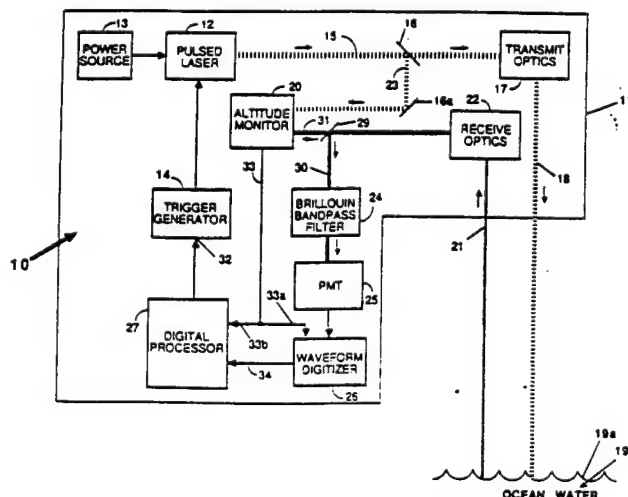 13
12
15
16
POWER
SOURCE
PULSED
LASER
TRANSMIT
OPTICS
17
23
20
16a
22
ALTITUDE
MONITOR
31
29
RECEIVE
OPTICS
18
33
30
14
TRIGGER
GENERATOR
BRILLOUIN
BANDPASS
FILTER
24
32
10
21
PMT
25
33a
27
DIGITAL
PROCESSOR
33b
34
WAVEFORM
DIGITIZER
26
19a
19
OCEAN WATER